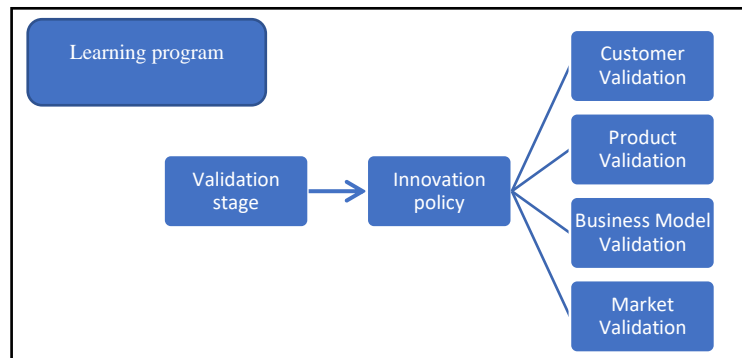 Learning program
Validation
stage
Innovation
policy
Customer
Validation
Product
Validation
Business Model
Validation
Market
Validation